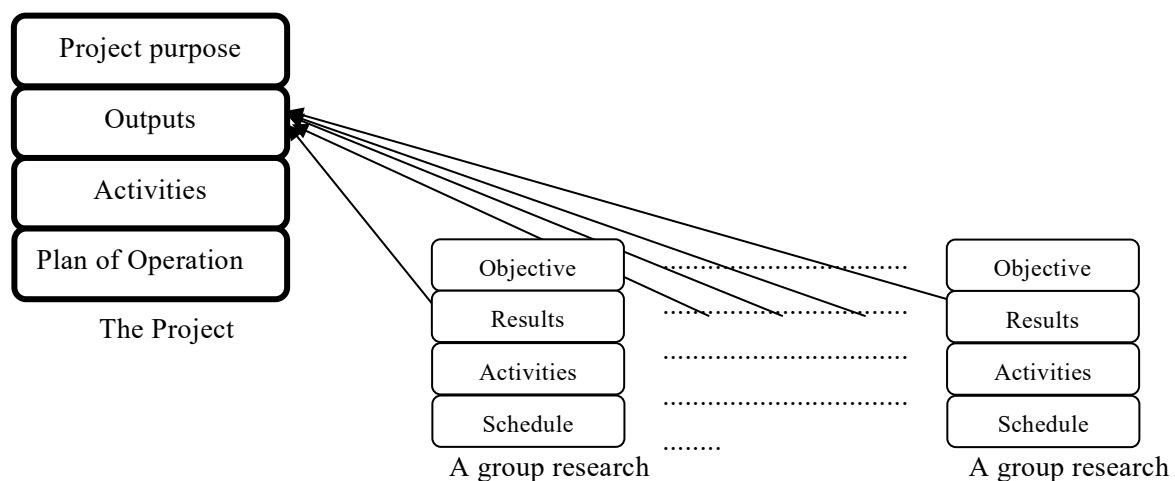 Project purpose
Outputs
Activities
Plan of Operation
The Project
Objective
Results
Activities
Schedule
A group research
.......................................
.......................................
.......................................
.......................................
.........
Objective
Results
Activities
Schedule
A group research